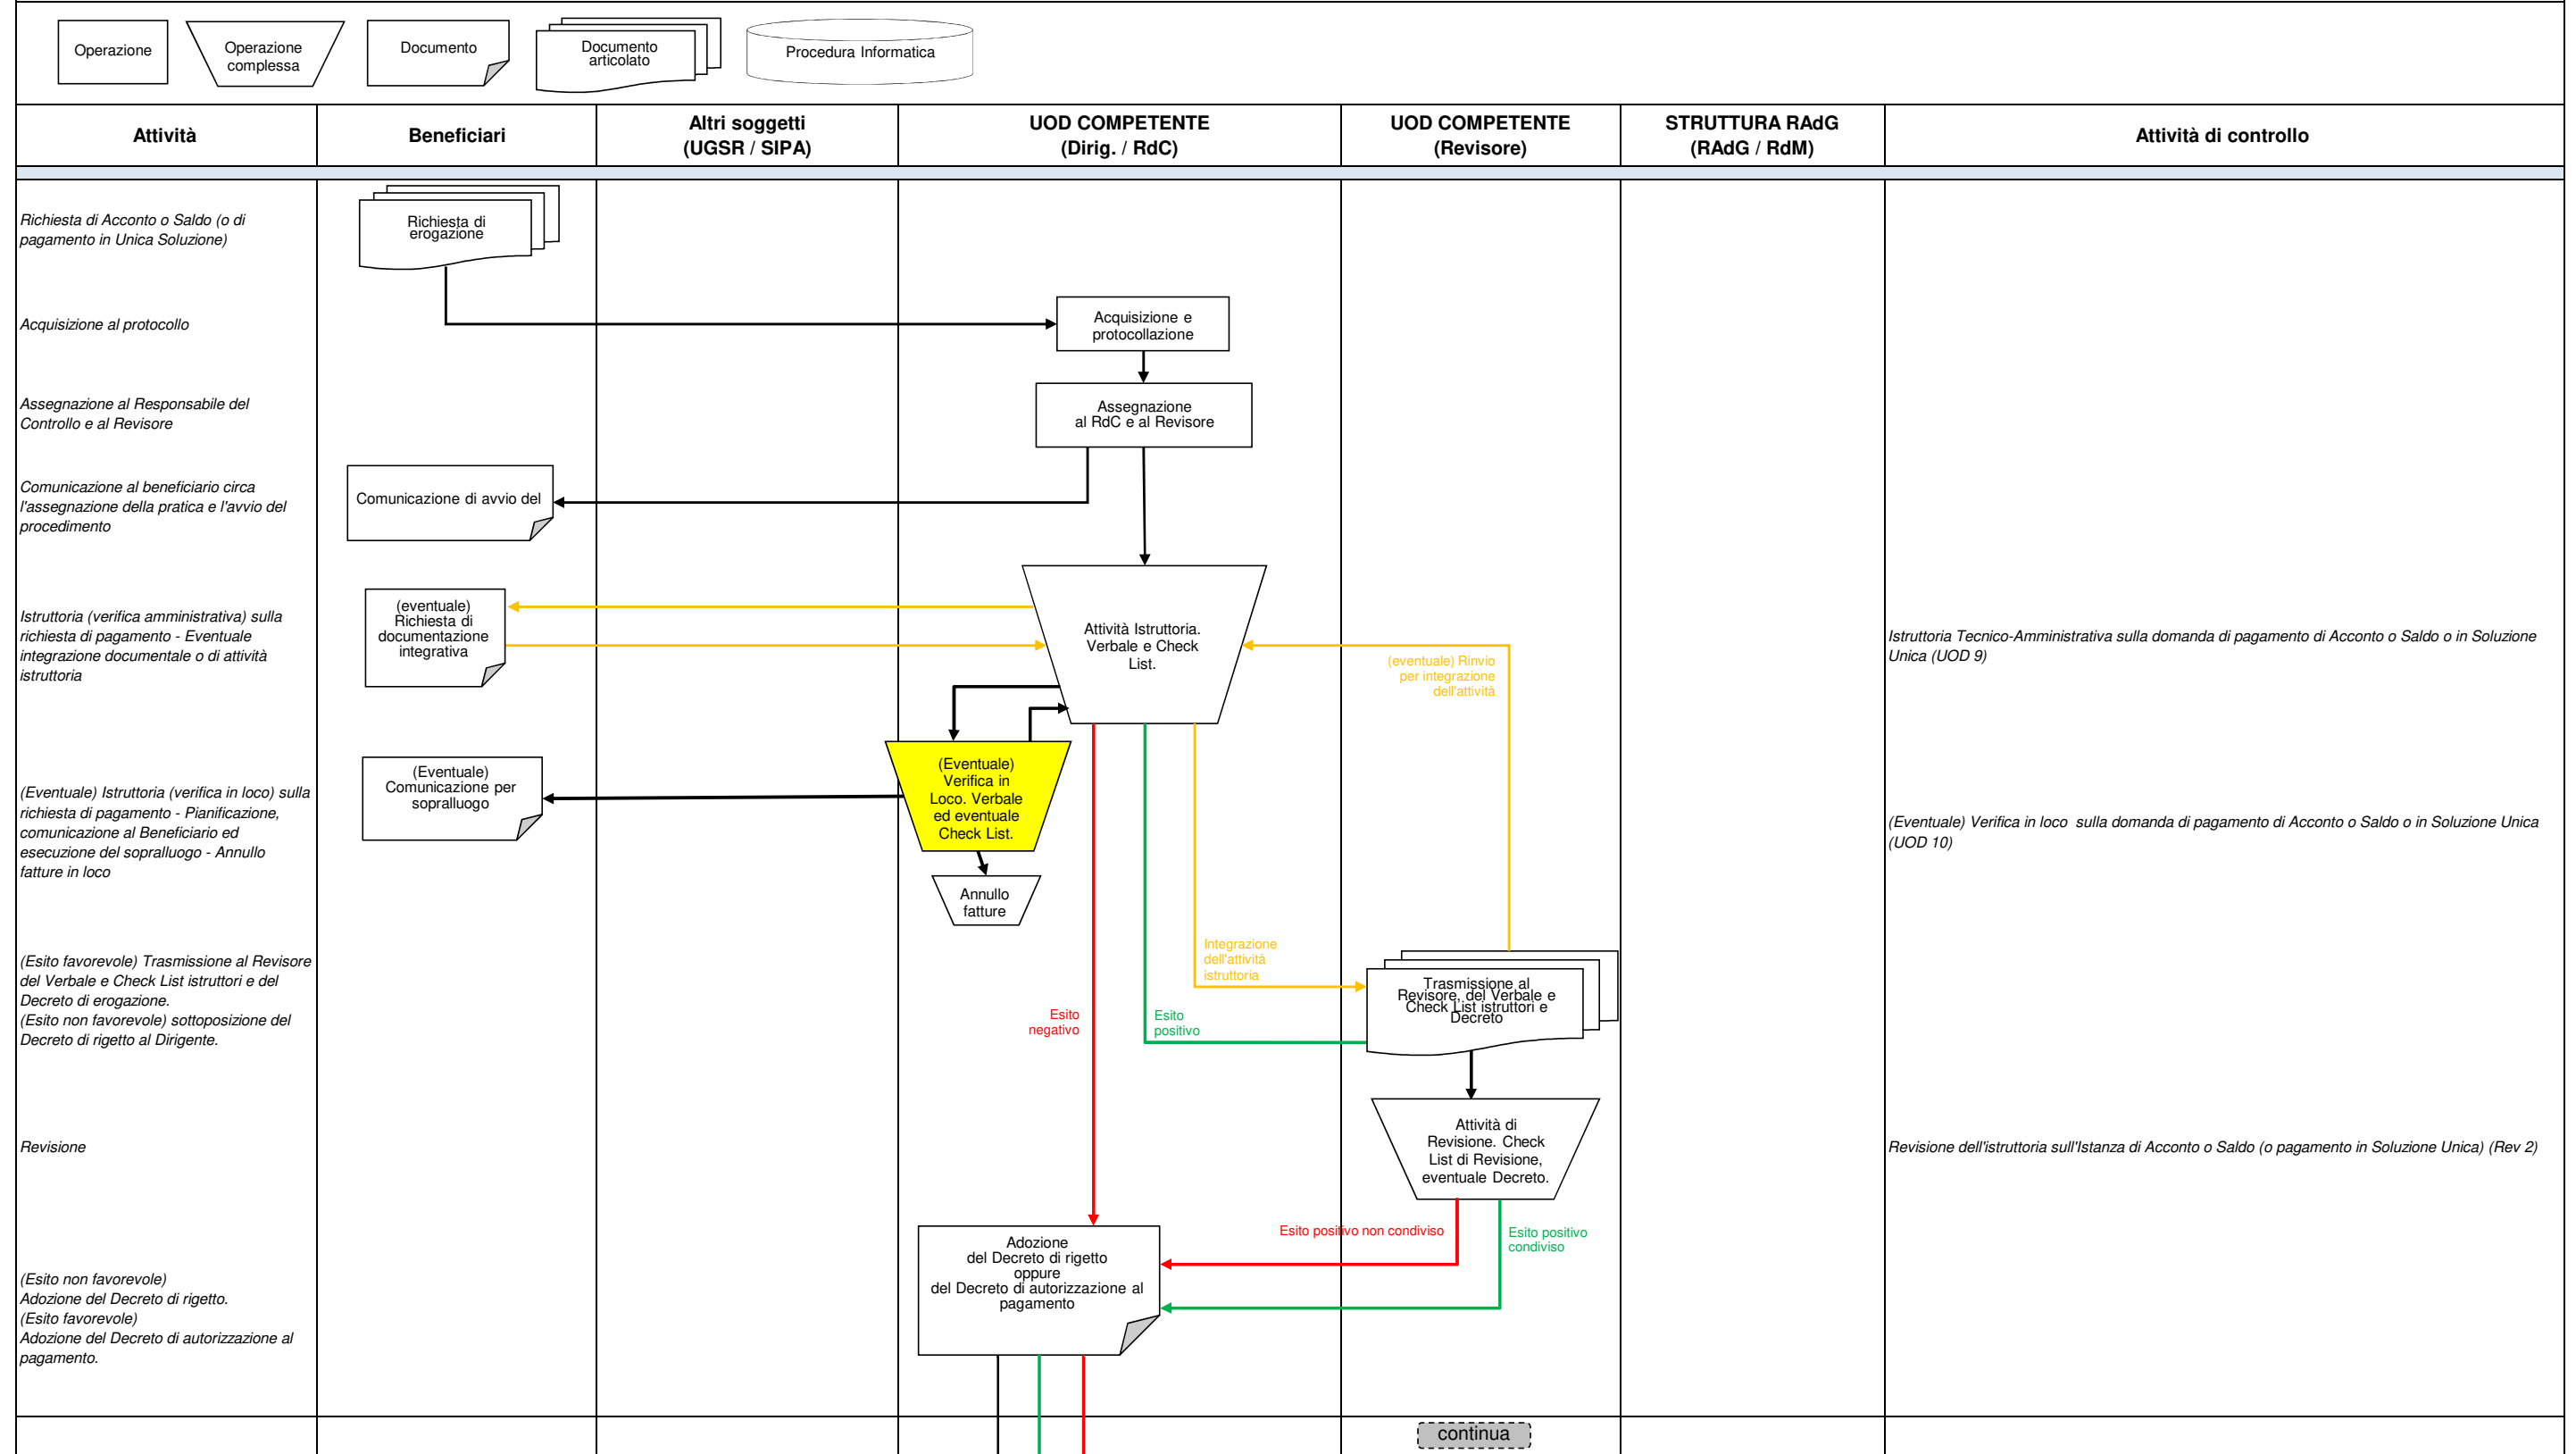 Operazione
Operazione
complessa
Documento
Documento
articolato
Procedura Informatica
Attività
Beneficiari
Altri soggetti
(UGSR / SIPA)
UOD COMPETENTE
(Dirig. / RdC)
UOD COMPETENTE
(Revisore)
STRUTTURA RAdG
(RAdG / RdM)
Attività di controllo
Richiesta di Acconto o Saldo (o di
pagamento in Unica Soluzione)
Richiesta di
erogazione
Acquisizione al protocollo
Acquisizione e
protocollazione
Assegnazione al Responsabile del
Controllo e al Revisore
Assegnazione
al RdC e al Revisore
Comunicazione al beneficiario circa
l'assegnazione della pratica e l'avvio del
procedimento
Comunicazione di avvio del
Istruttoria (verifica amministrativa) sulla
richiesta di pagamento - Eventuale
integrazione documentale o di attività
istruttoria
(eventuale)
Richiesta di
documentazione
integrativa
Attività Istruttoria.
Verbale e Check
List.
(eventuale) Rinvio
per integrazione
dell'attività
Istruttoria Tecnico-Amministrativa sulla domanda di pagamento di Acconto o Saldo o in Soluzione
Unica (UOD 9)
(Eventuale) Istruttoria (verifica in loco) sulla
richiesta di pagamento - Pianificazione,
comunicazione al Beneficiario ed
esecuzione del sopralluogo - Annullo
fatture in loco
(Eventuale)
Comunicazione per
sopralluogo
(Eventuale)
Verifica in
Loco. Verbale
ed eventuale
Check List.
Annullo
fatture
(Eventuale) Verifica in loco  sulla domanda di pagamento di Acconto o Saldo o in Soluzione Unica
(UOD 10)
(Esito favorevole) Trasmissione al Revisore
del Verbale e Check List istruttori e del
Decreto di erogazione.
(Esito non favorevole) sottoposizione del
Decreto di rigetto al Dirigente.
Esito
negativo
Esito
positivo
Integrazione
dell'attività
istruttoria
Trasmissione al
Revisore, del Verbale e
Check List istruttori e
Decreto
Revisione
Attività di
Revisione. Check
List di Revisione,
eventuale Decreto.
Revisione dell'istruttoria sull'Istanza di Acconto o Saldo (o pagamento in Soluzione Unica) (Rev 2)
Esito positivo non condiviso
Esito positivo
condiviso
(Esito non favorevole)
Adozione del Decreto di rigetto.
(Esito favorevole)
Adozione del Decreto di autorizzazione al
pagamento.
Adozione
del Decreto di rigetto
oppure
del Decreto di autorizzazione al
pagamento
continua